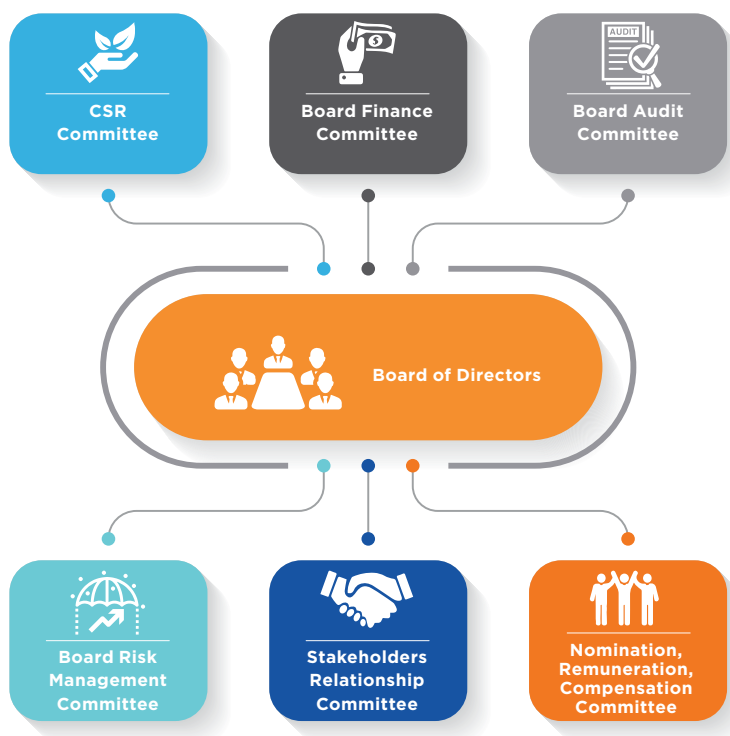 CSR
Committee
Board Finance
Committee
AUDIT
Board Audit
Committee
Board of Directors
Board Risk
Management
Committee
Stakeholders
Relationship
Committee
Nomination,
Remuneration,
Compensation
Committee